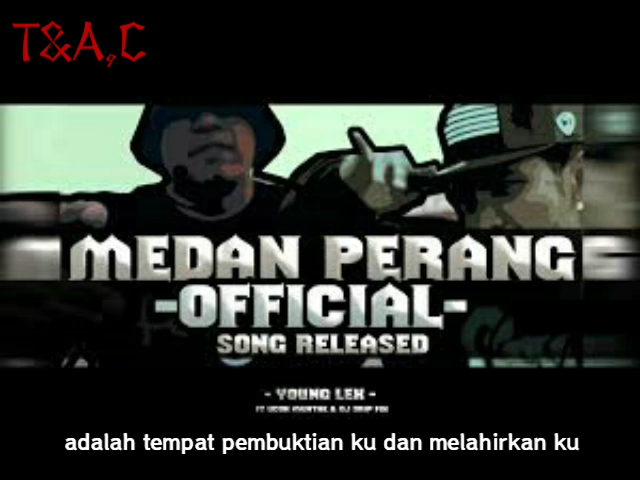 T&A,C
MEDAN PERANG
-OFFICIAL-
SONG RELEASED
- YOUNG LEX -
adalah tempat pembuktian ku dan melahirkan ku